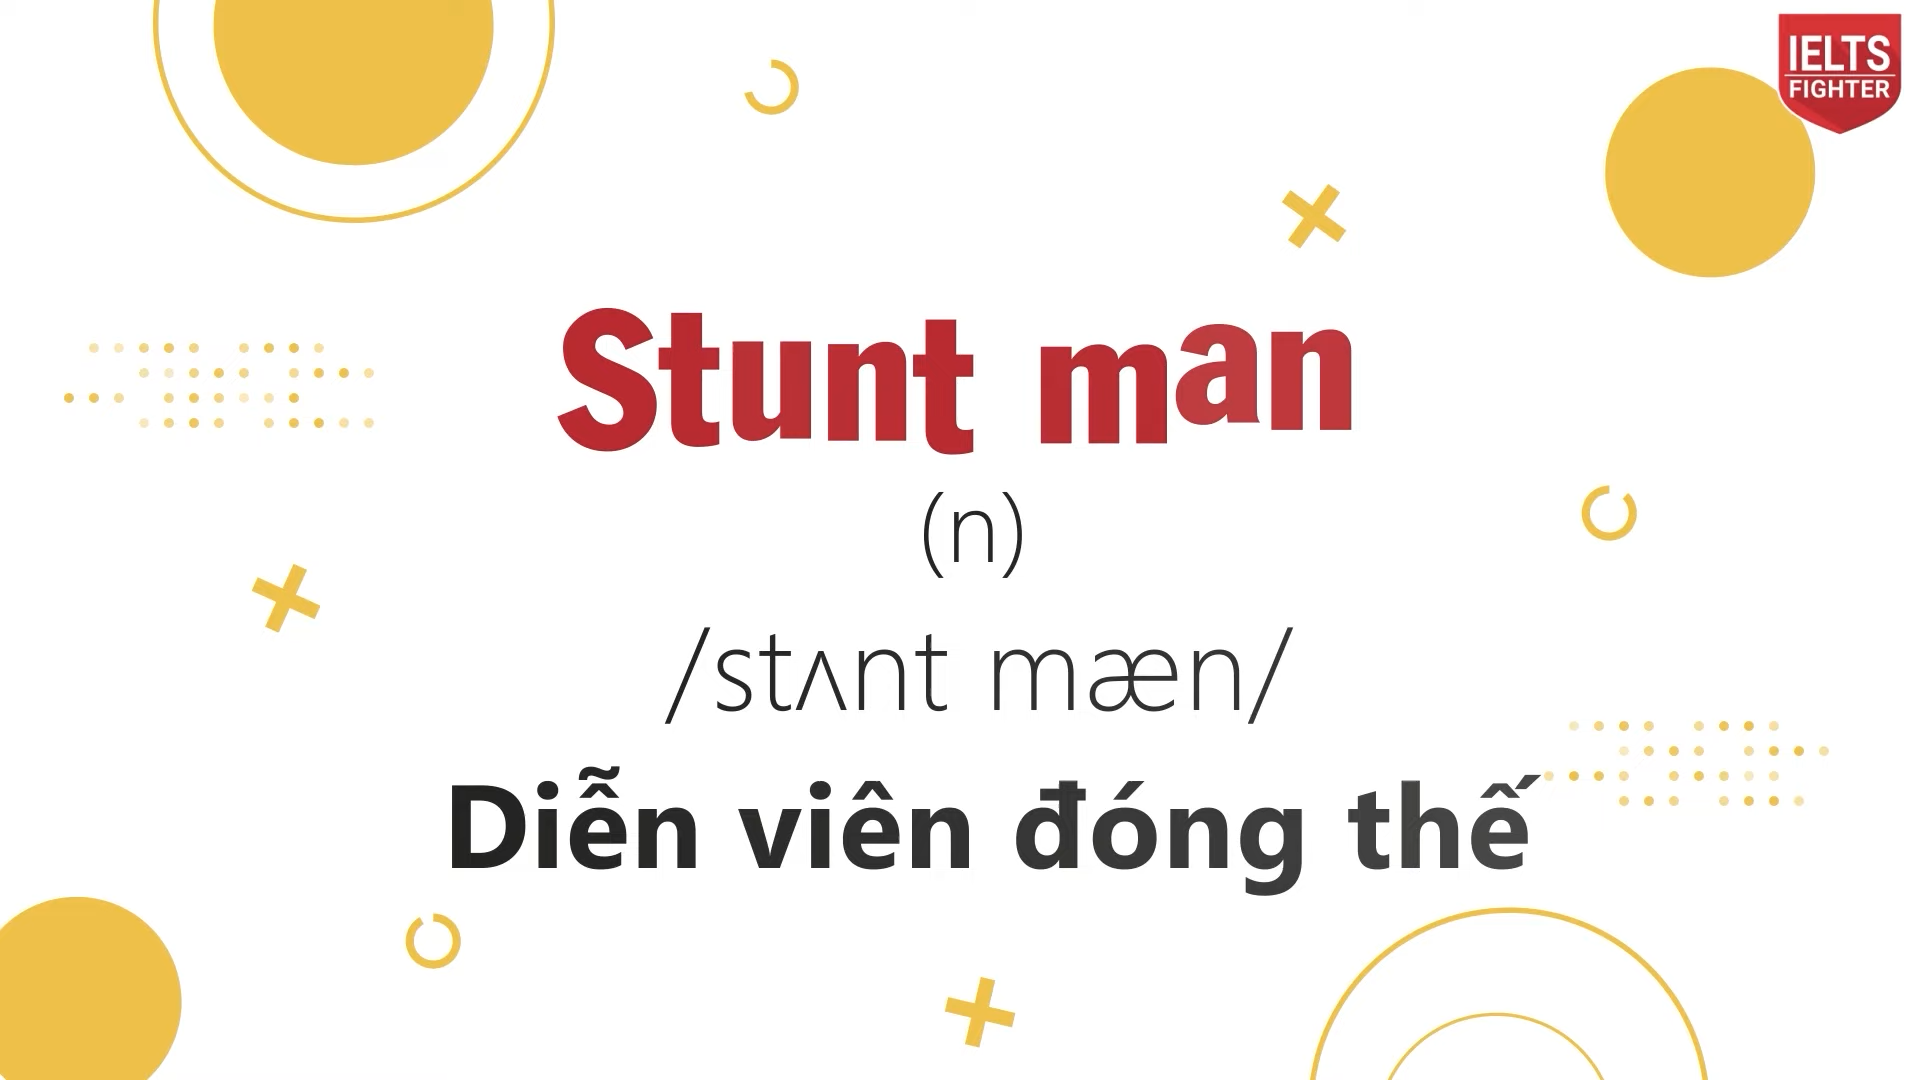 IELTS
FIGHTER
Stunt man
(n)
/stʌnt mæn/
Diễn viên đóng thế